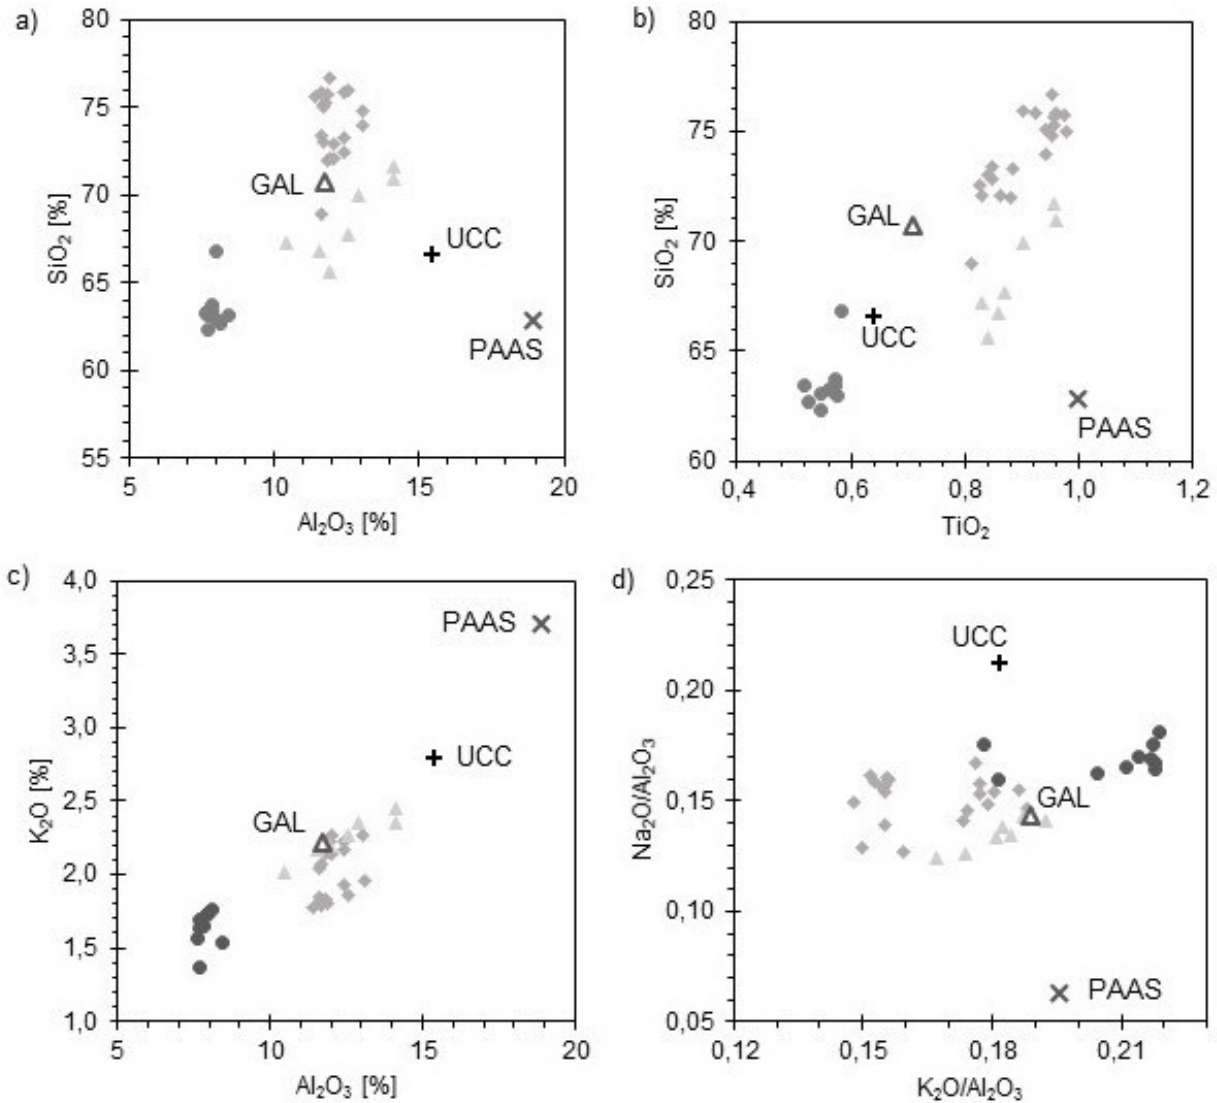 a)
80
75
70
65
60
55
SiO₂ [%]
GAL
UCC
PAAS
5
10
15
20
Al₂O₃ [%]
b)
80
75
70
65
60
SiO₂ [%]
GAL
UCC
PAAS
0,4
0,6
0,8
1,0
1,2
TiO₂
c)
4,0
3,5
3,0
2,5
2,0
1,5
1,0
K₂O [%]
PAAS
UCC
GAL
5
10
15
20
Al₂O₃ [%]
d)
0,25
0,20
0,15
0,10
0,05
Na₂O/Al₂O₃
UCC
GAL
PAAS
0,12
0,15
0,18
0,21
K₂O/Al₂O₃